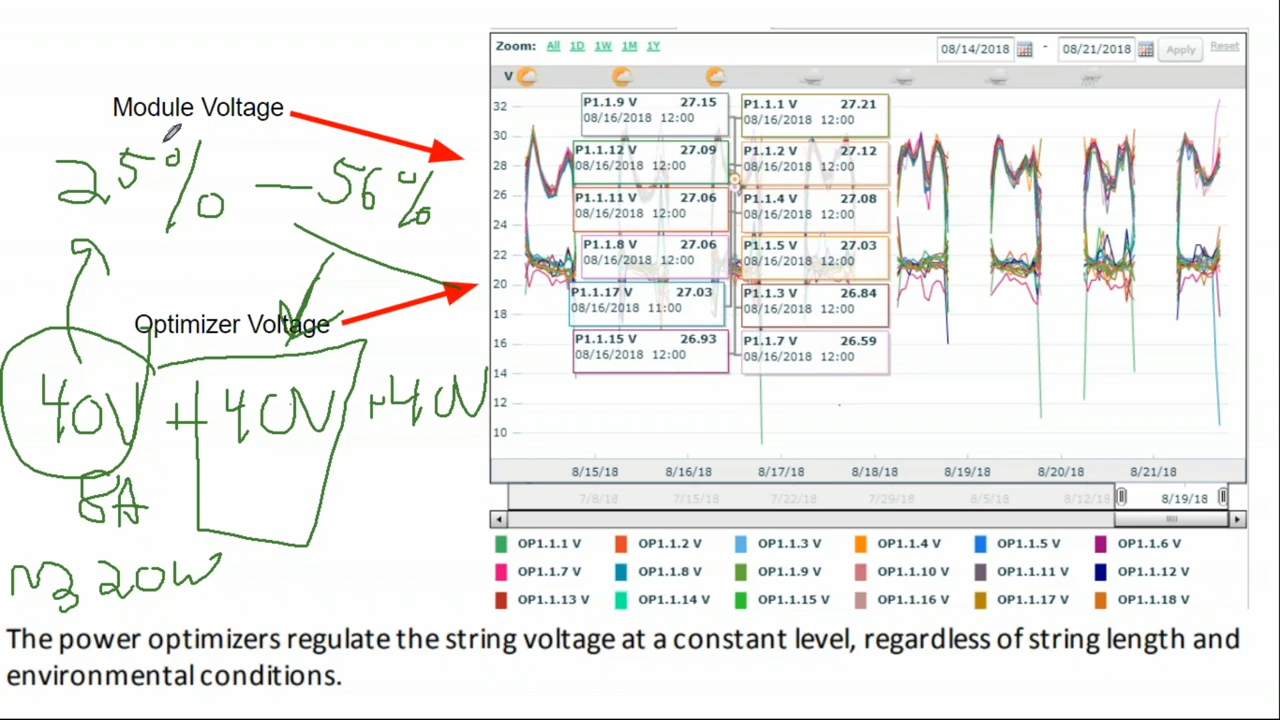 Module Voltage
25% — 56%
Optimizer Voltage
40V + 40V +40V
8A
N320W
Zoom: All 1D 1W 1M 1Y 08/14/2018 - 08/21/2018 Apply Reset
V
32
30
28
26
24
22
20
18
16
14
12
10
P1.1.9 V 27.15
08/16/2018 12:00
P1.1.1 V 27.21
08/16/2018 12:00
P1.1.12 V 27.09
08/16/2018 12:00
P1.1.2 V 27.12
08/16/2018 12:00
P1.1.11 V 27.06
08/16/2018 12:00
P1.1.4 V 27.08
08/16/2018 12:00
P1.1.8 V 27.06
08/16/2018 12:00
P1.1.5 V 27.03
08/16/2018 12:00
P1.1.17 V 27.03
08/16/2018 11:00
P1.1.3 V 26.84
08/16/2018 12:00
P1.1.15 V 26.93
08/16/2018 12:00
P1.1.7 V 26.59
08/16/2018 12:00
8/15/18 8/16/18 8/17/18 8/18/18 8/19/18 8/20/18 8/21/18
7/8/18 7/15/18 7/22/18 7/29/18 8/5/18 8/12/18 8/19/18
OP1.1.1 V OP1.1.2 V OP1.1.3 V OP1.1.4 V OP1.1.5 V OP1.1.6 V
OP1.1.7 V OP1.1.8 V OP1.1.9 V OP1.1.10 V OP1.1.11 V OP1.1.12 V
OP1.1.13 V OP1.1.14 V OP1.1.15 V OP1.1.16 V OP1.1.17 V OP1.1.18 V
The power optimizers regulate the string voltage at a constant level, regardless of string length and
environmental conditions.